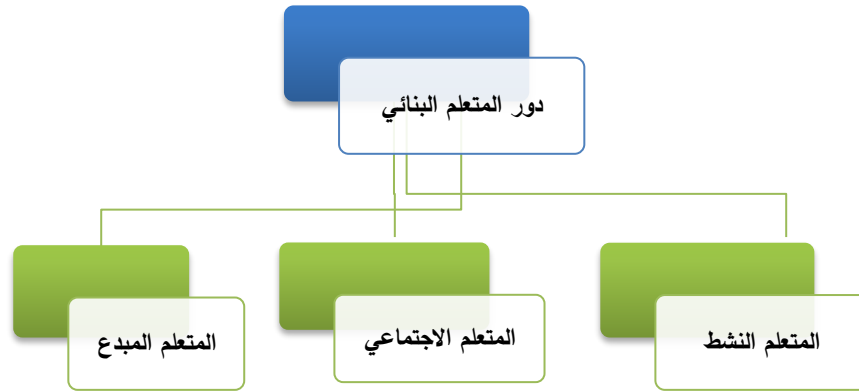 دور المتعلم البنائي
المتعلم النشط
المتعلم الاجتماعي
المتعلم المبدع